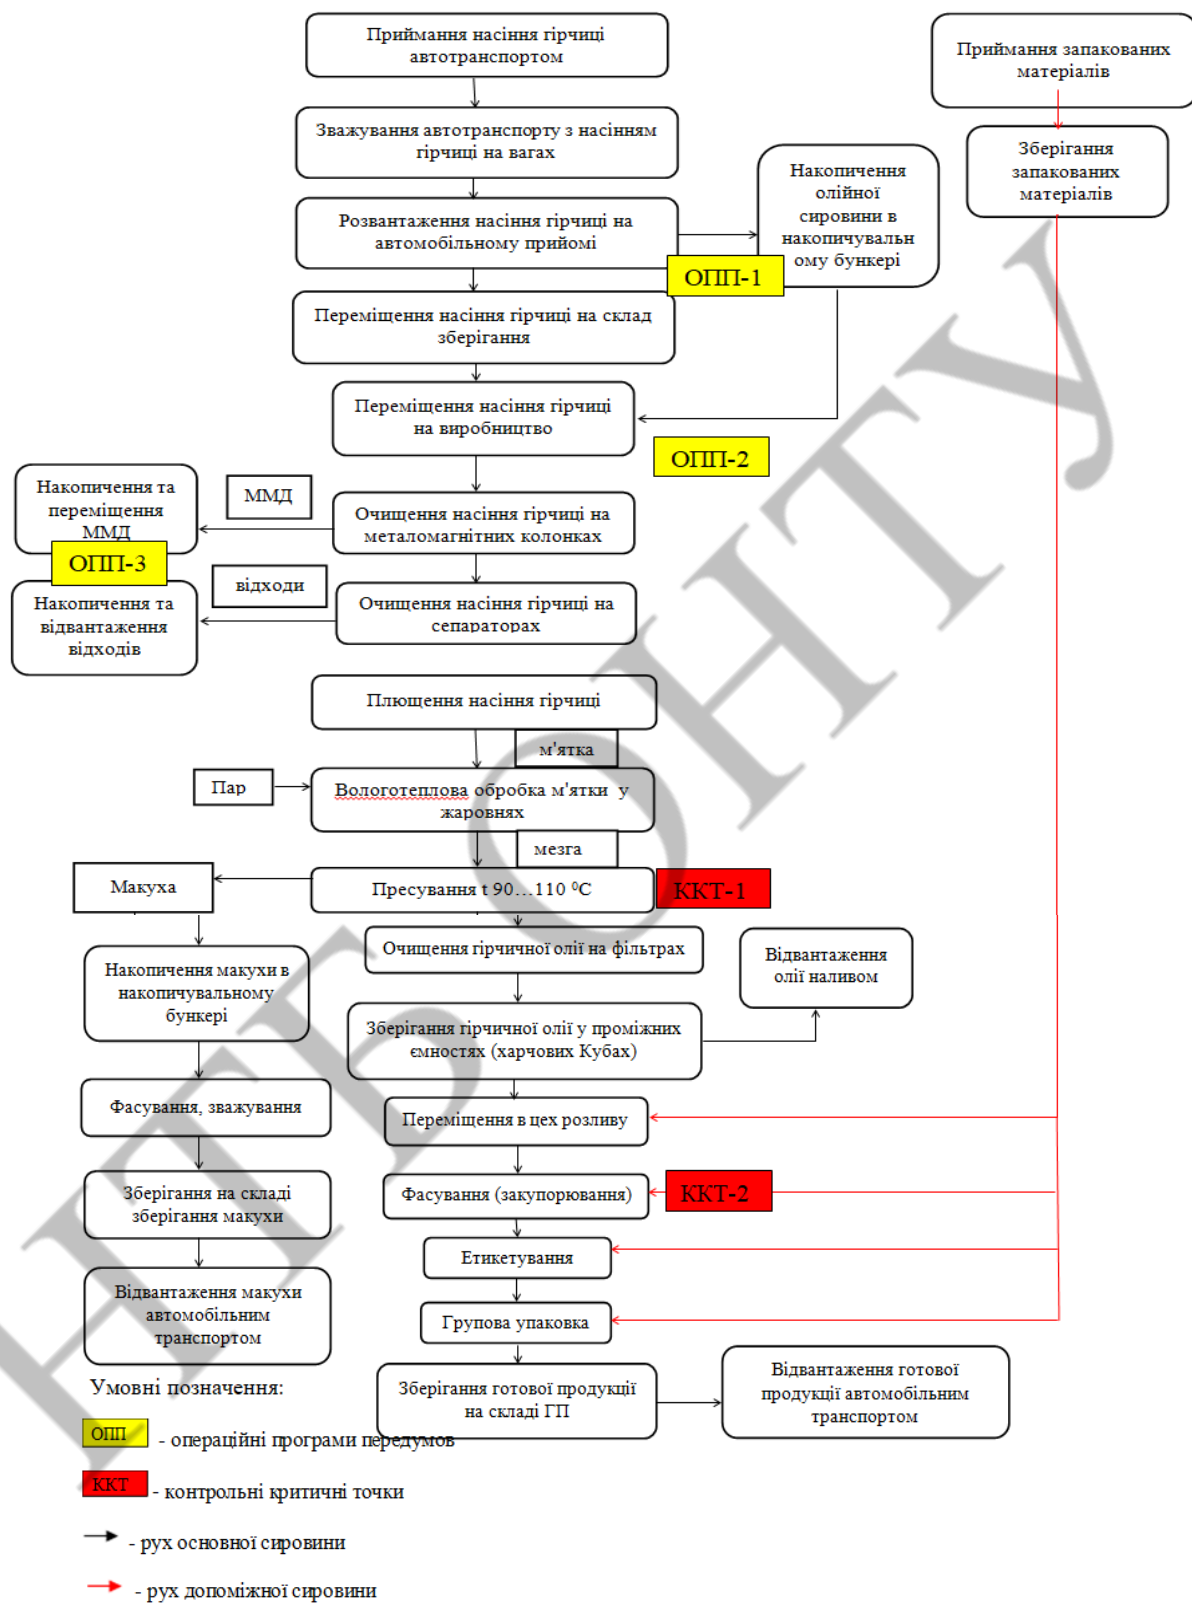 Приймання насіння гірчиці
автотранспортом
Приймання запакованих
матеріалів
Зважування автотранспорту з насінням
гірчиці на вагах
Зберігання
запакованих
матеріалів
Накопичення
олійної
сировини в
накопичувальн
ому бункері
Розвантаження насіння гірчиці на
автомобільному прийомі
ОПП-1
Переміщення насіння гірчиці на склад
зберігання
Переміщення насіння гірчиці
на виробництво
ОПП-2
Накопичення та
переміщення
ММД
ММД
Очищення насіння гірчиці на
металомагнітних колонках
ОПП-3
відходи
Накопичення та
відвантаження
відходів
Очищення насіння гірчиці на
сепараторах
Плющення насіння гірчиці
м'ятка
Пар
Вологотеплова обробка м'ятки у
жаровнях
мезга
Макуха
Пресування t 90…110 ⁰С
ККТ-1
Очищення гірчичної олії на фільтрах
Відвантаження
олії наливом
Накопичення макухи в
накопичувальному
бункері
Зберігання гірчичної олії у проміжних
ємностях (харчових Кубах)
Фасування, зважування
Переміщення в цех розливу
Зберігання на складі
зберігання макухи
Фасування (закупорювання)
ККТ-2
Етикетування
Відвантаження макухи
автомобільним
транспортом
Групова упаковка
Зберігання готової продукції
на складі ГП
Відвантаження готової
продукції автомобільним
транспортом
Умовні позначення:
ОПП - операційні програми передумов
ККТ - контрольні критичні точки
- рух основної сировини
- рух допоміжної сировини
НТБ ОНТУ